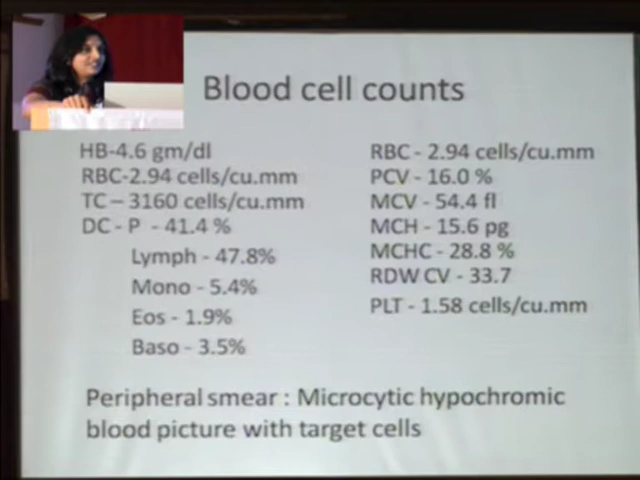 Blood cell counts
HB-4.6 gm/dl
RBC-2.94 cells/cu.mm
TC – 3160 cells/cu.mm
DC - P - 41.4 %
Lymph - 47.8%
Mono - 5.4%
Eos - 1.9%
Baso - 3.5%
RBC - 2.94 cells/cu.mm
PCV - 16.0 %
MCV - 54.4 fl
MCH - 15.6 pg
MCHC - 28.8 %
RDW CV - 33.7
PLT - 1.58 cells/cu.mm
Peripheral smear : Microcytic hypochromic
blood picture with target cells